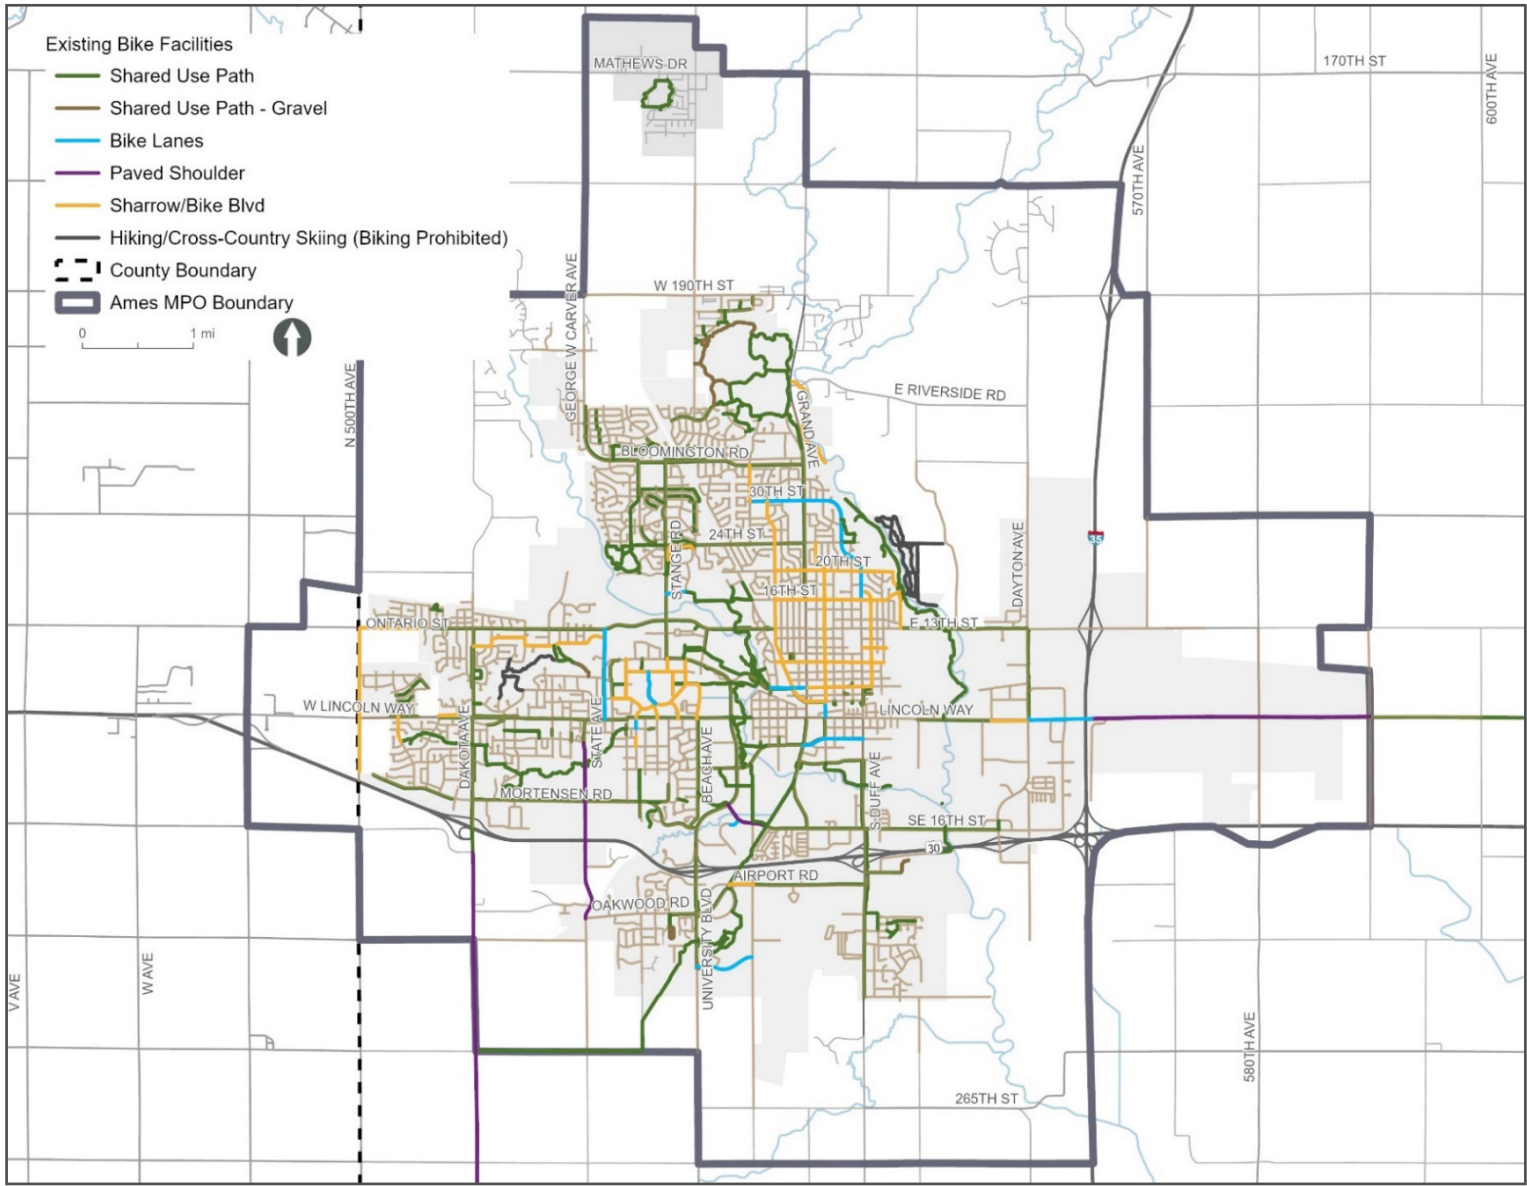 Existing Bike Facilities
Shared Use Path
Shared Use Path - Gravel
Bike Lanes
Paved Shoulder
Sharrow/Bike Blvd
Hiking/Cross-Country Skiing (Biking Prohibited)
County Boundary
Ames MPO Boundary
0 1 mi
MATHEWS DR
170TH ST
600TH AVE
570TH AVE
GEORGE W CARVER AVE
W 190TH ST
N 500TH AVE
E RIVERSIDE RD
GRAND AVE
BLOOMINGTON RD
30TH ST
STANGE RD
24TH ST
20TH ST
16TH ST
DAYTON AVE
35
ONTARIO ST
E 13TH ST
W LINCOLN WAY
LINCOLN WAY
DAKOTA AVE
STATE AVE
BEACH AVE
S DUFF AVE
MORTENSEN RD
SE 16TH ST
30
AIRPORT RD
OAKWOOD RD
UNIVERSITY BLVD
V AVE
W AVE
580TH AVE
265TH ST